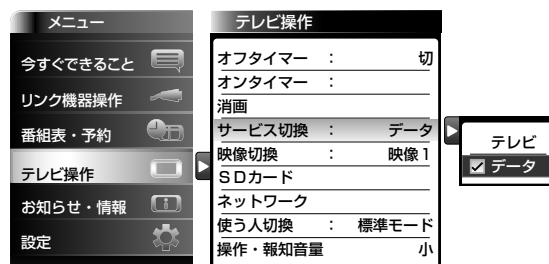 メニュー
今すぐできること
リンク機器操作
番組表・予約
テレビ操作
お知らせ・情報
設定
テレビ操作
オフタイマー : 切
オンタイマー :
消画
サービス切換 : データ
映像切換 : 映像1
SDカード
ネットワーク
使う人切換 : 標準モード
操作・報知音量 小
テレビ
データ